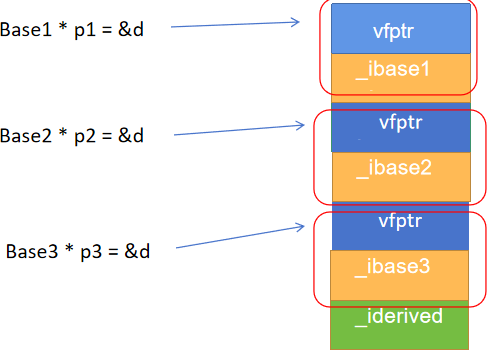 Base1 * p1 = &d
vfptr
_ibase1
Base2 * p2 = &d
vfptr
_ibase2
Base3 * p3 = &d
vfptr
_ibase3
_iderived